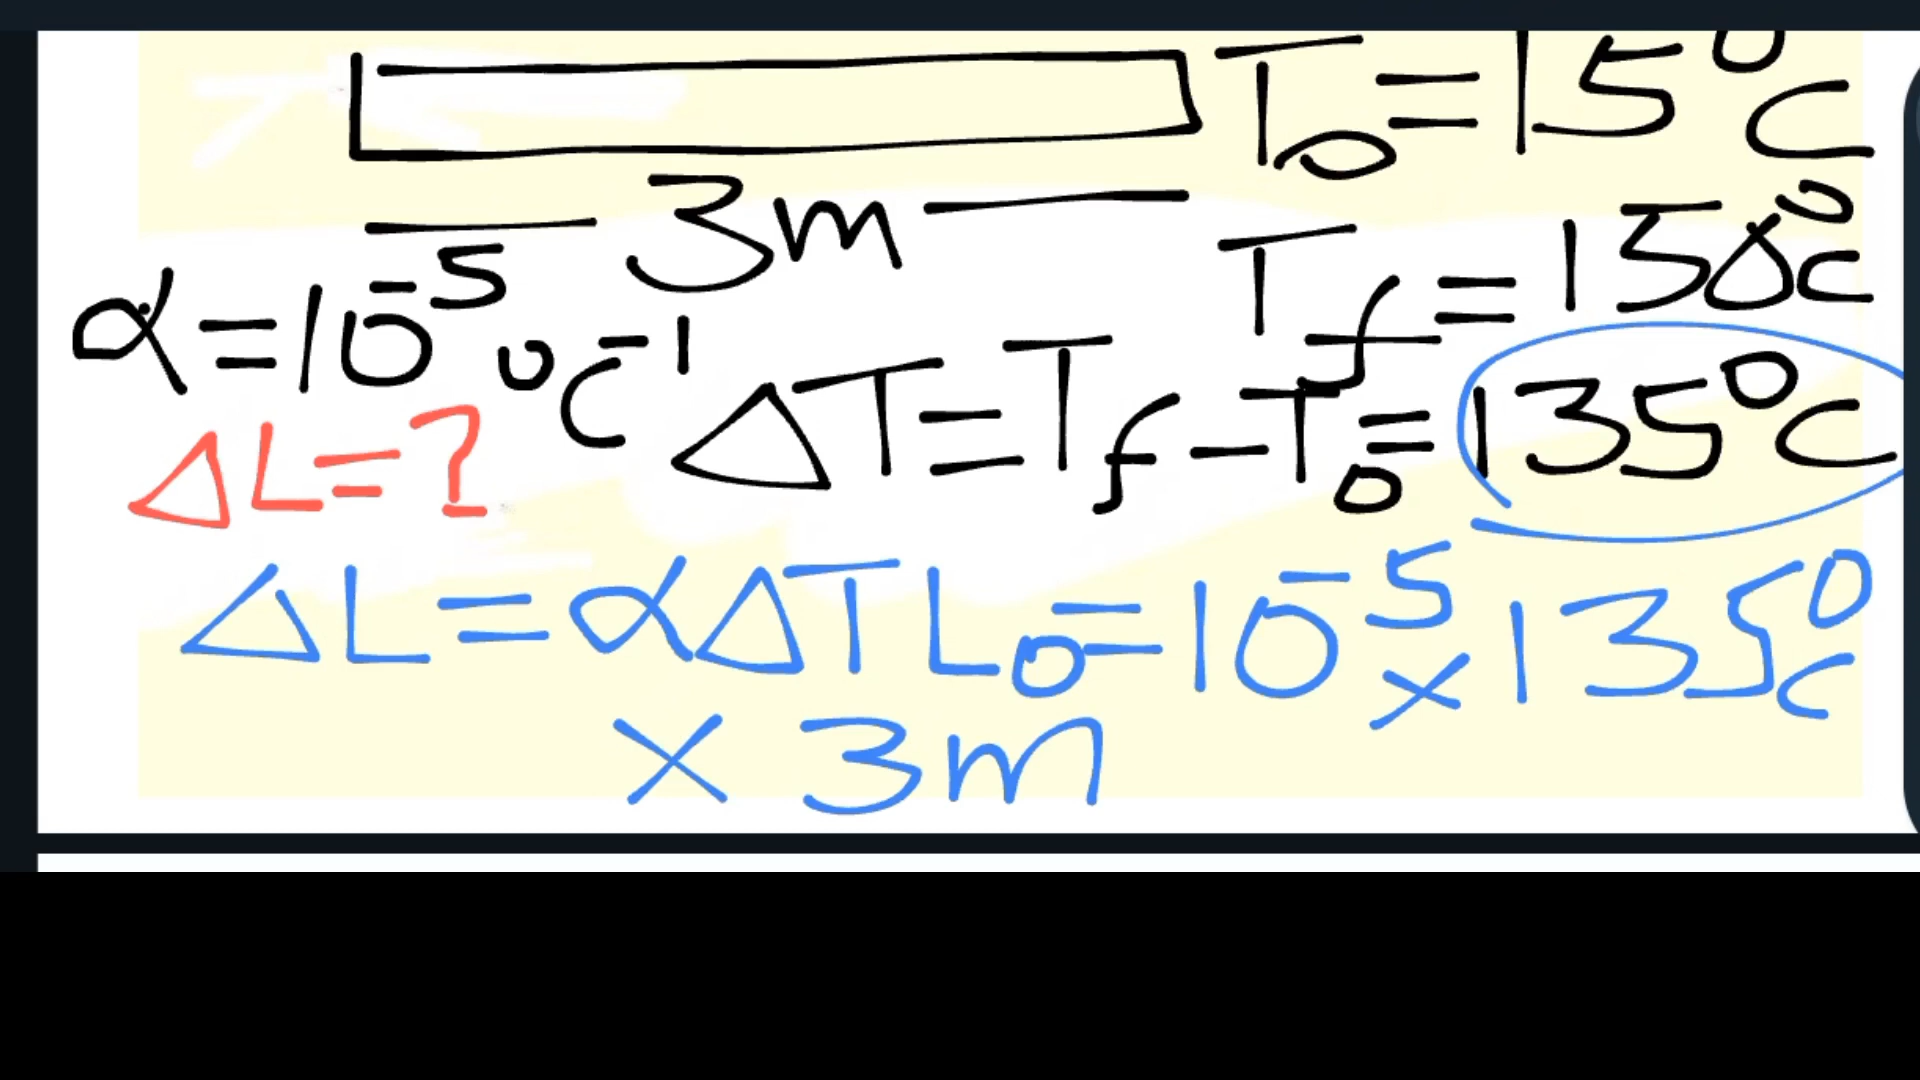 T₀=15°C
3m
α=10⁻⁵ °C⁻¹
T_f=150°C
ΔT=T_f-T₀=135°C
ΔL=?
ΔL=αΔTL₀=10⁻⁵×135°C
× 3m